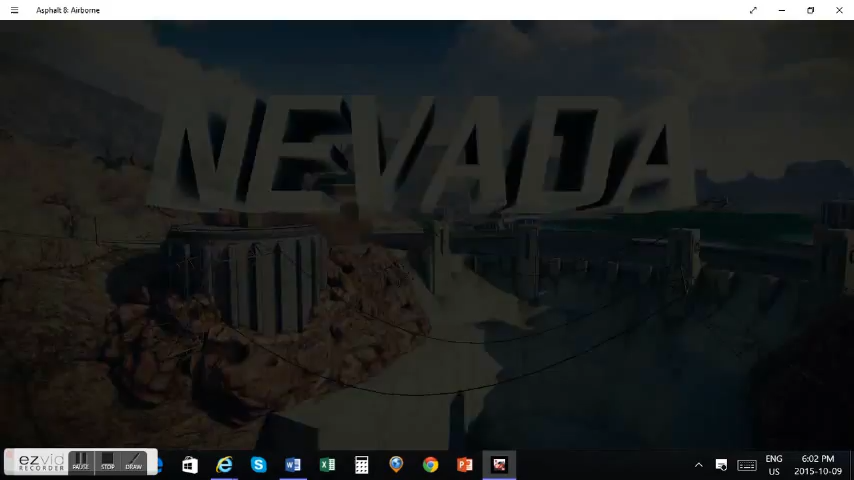 Asphalt 8: Airborne
NEVADA
ezvid
RECORDER
PAUSE
STOP
DRAW
ENG
US
6:02 PM
2015-10-09